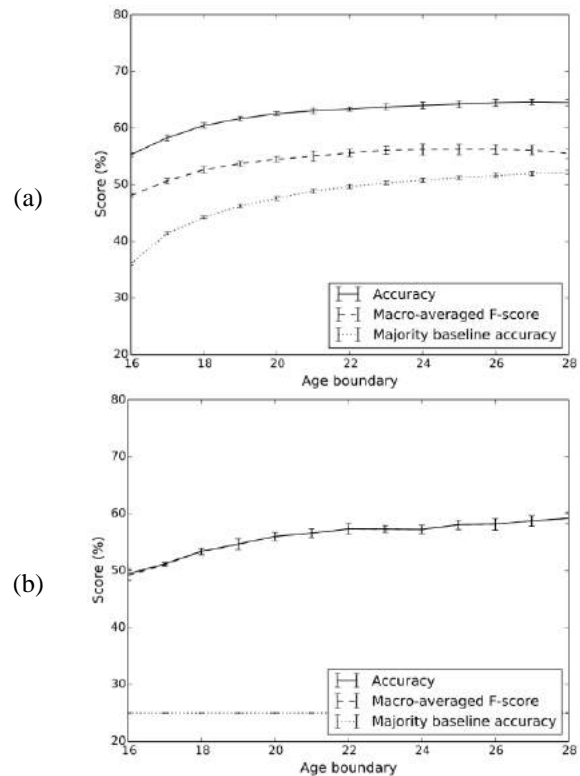 (a)
80
70
60
50
40
30
20
Score (%)
Accuracy
Macro-averaged F-score
Majority baseline accuracy
16 18 20 22 24 26 28
Age boundary
(b)
80
70
60
50
40
30
20
Score (%)
Accuracy
Macro-averaged F-score
Majority baseline accuracy
16 18 20 22 24 26 28
Age boundary